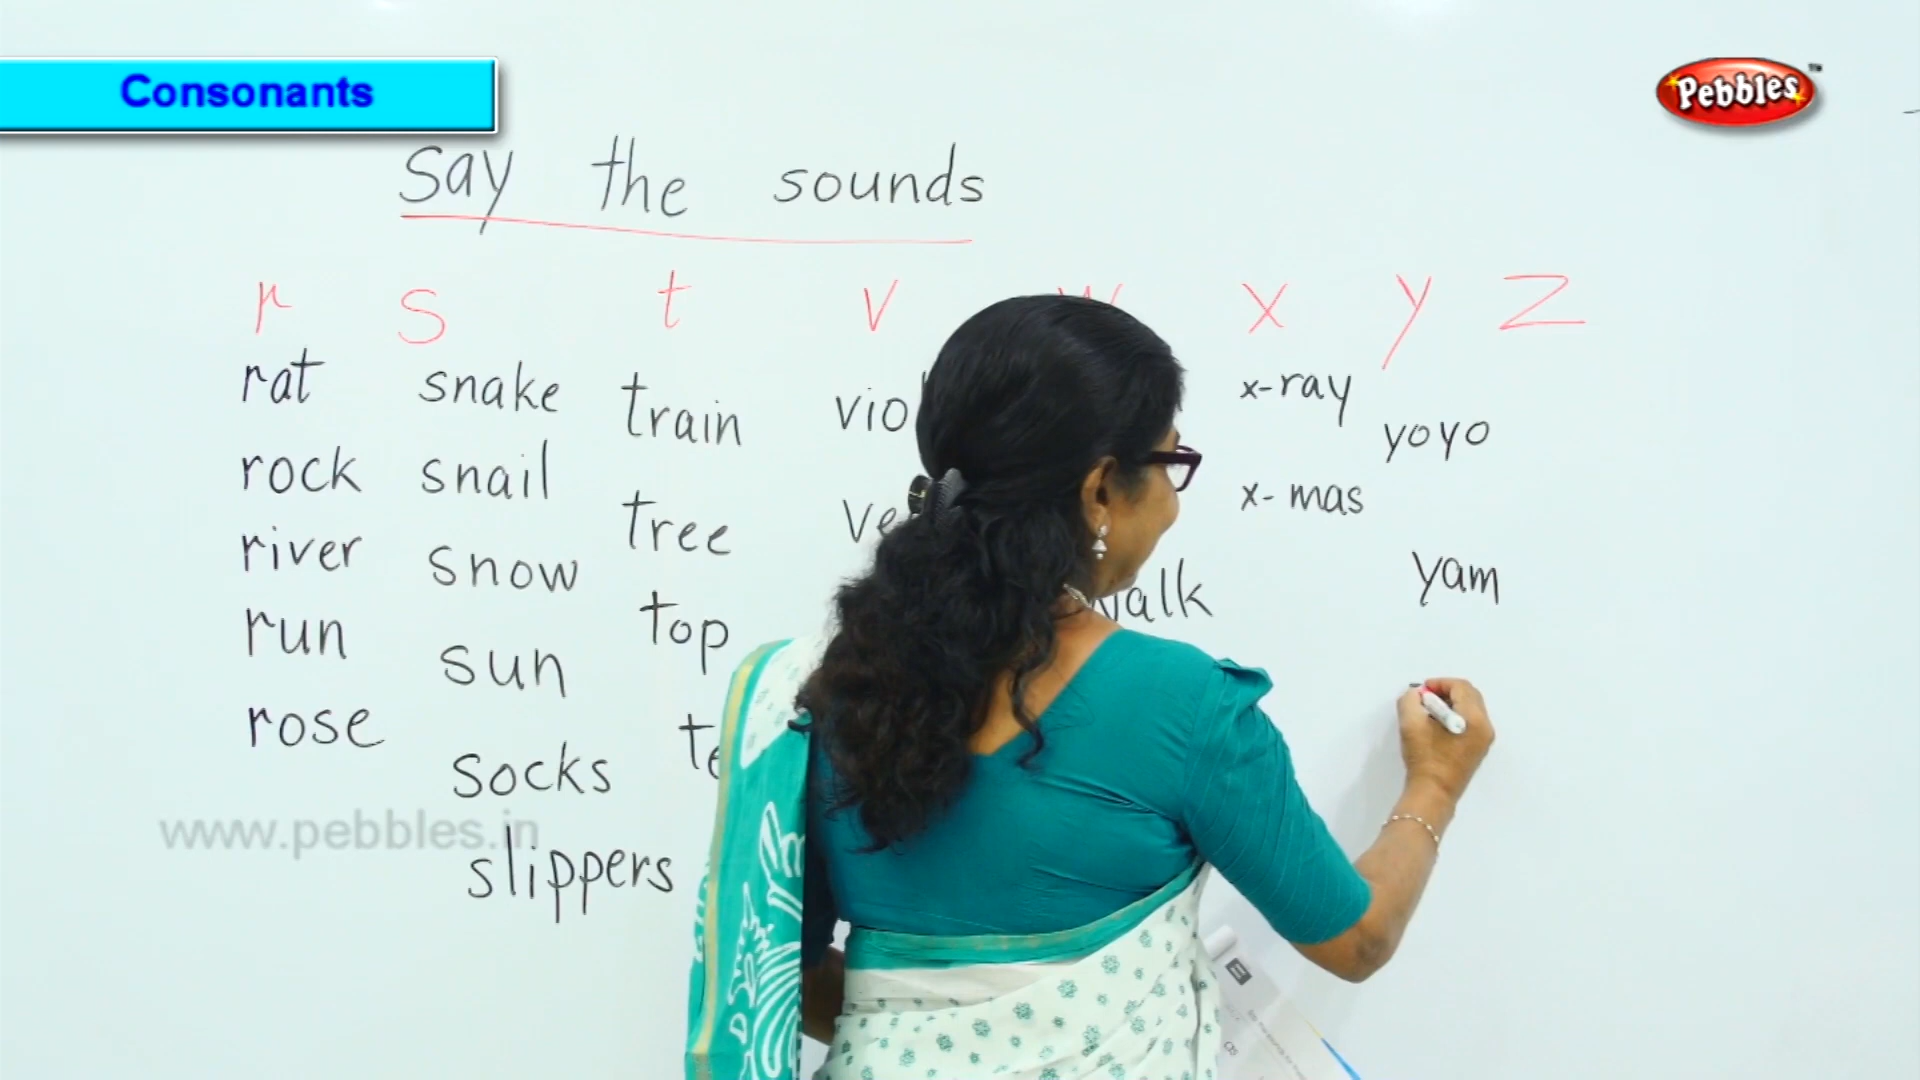 Consonants
Pebbles™
Say the sounds
r s t v x y z
rat snake train x-ray yoyo
rock snail tree x-mas
river snow top yam
run sun
rose socks
www.pebbles.in
slippers